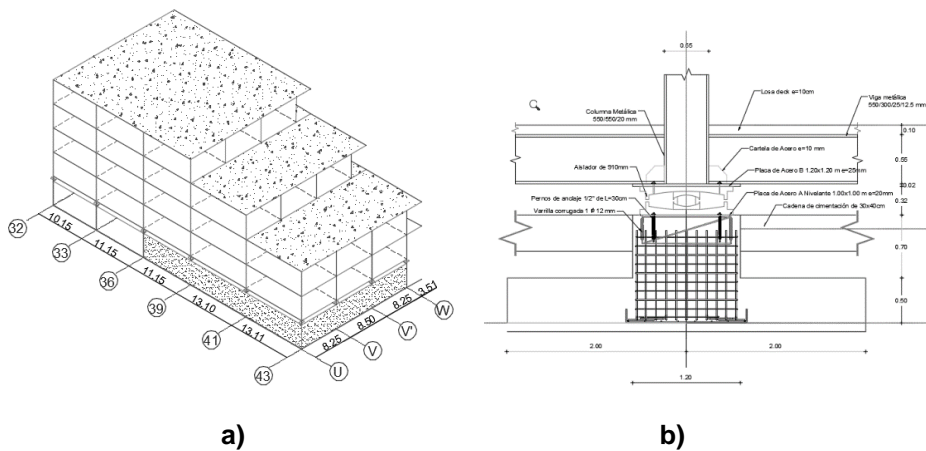 32
33
36
39
41
43
10.15
11.15
11.15
13.10
13.11
U
V
V'
W
8.25
8.50
8.25
3.51
a)
0.55
Losa deck e=10cm
Viga metálica
550/300/25/12.5 mm
Columna Metálica
550/550/20 mm
Cartela de Acero e=10 mm
Aislador de 910mm
Placa de Acero B 1.20x1.20 m e=25mm
Placa de Acero A Nivelante 1.00x1.00 m e=20mm
Pernos de anclaje 1/2" de L=30cm
Cadena de cimentación de 30x40cm
Varrilla corrugada 1 Ø 12 mm
0.10
0.55
0.02
0.32
0.70
0.50
2.00
2.00
1.20
b)